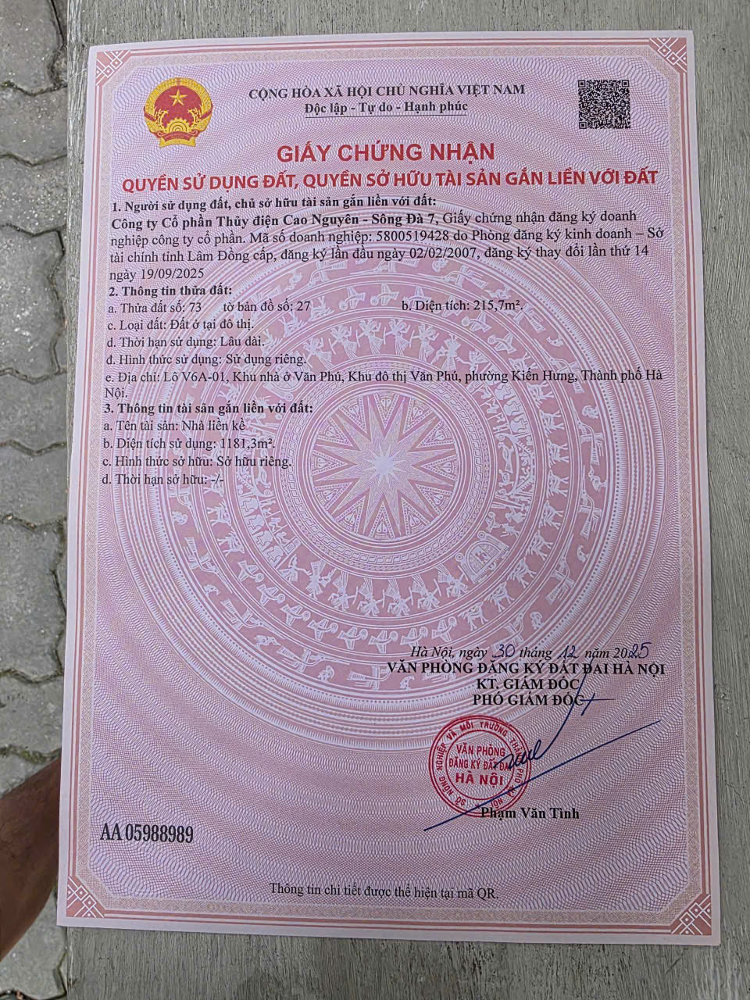 CỘNG HÒA XÃ HỘI CHỦ NGHĨA VIỆT NAM
Độc lập - Tự do - Hạnh phúc
GIẤY CHỨNG NHẬN
QUYỀN SỬ DỤNG ĐẤT, QUYỀN SỞ HỮU TÀI SẢN GẮN LIỀN VỚI ĐẤT
1. Người sử dụng đất, chủ sở hữu tài sản gắn liền với đất:
Công ty Cổ phần Thủy điện Cao Nguyên - Sông Đà 7, Giấy chứng nhận đăng ký doanh
nghiệp công ty cổ phần. Mã số doanh nghiệp: 5800519428 do Phòng đăng ký kinh doanh – Sở
tài chính tỉnh Lâm Đồng cấp, đăng ký lần đầu ngày 02/02/2007, đăng ký thay đổi lần thứ 14
ngày 19/09/2025
2. Thông tin thửa đất:
a. Thửa đất số: 73 tờ bản đồ số: 27 b. Diện tích: 215,7m².
c. Loại đất: Đất ở tại đô thị.
d. Thời hạn sử dụng: Lâu dài.
đ. Hình thức sử dụng: Sử dụng riêng.
e. Địa chỉ: Lô V6A-01, Khu nhà ở Văn Phú, Khu đô thị Văn Phú, phường Kiến Hưng, Thành phố Hà
Nội.
3. Thông tin tài sản gắn liền với đất:
a. Tên tài sản: Nhà liền kề
b. Diện tích sử dụng: 1181,3m².
c. Hình thức sở hữu: Sở hữu riêng.
d. Thời hạn sở hữu: -/-
Hà Nội, ngày 30 tháng 12 năm 2025
VĂN PHÒNG ĐĂNG KÝ ĐẤT ĐAI HÀ NỘI
KT. GIÁM ĐỐC
PHÓ GIÁM ĐỐC
SỞ NÔNG NGHIỆP VÀ MÔI TRƯỜNG THÀNH PHỐ HÀ NỘI
VĂN PHÒNG
ĐĂNG KÝ ĐẤT ĐAI
HÀ NỘI
Phạm Văn Tình
AA 05988989
Thông tin chi tiết được thể hiện tại mã QR.